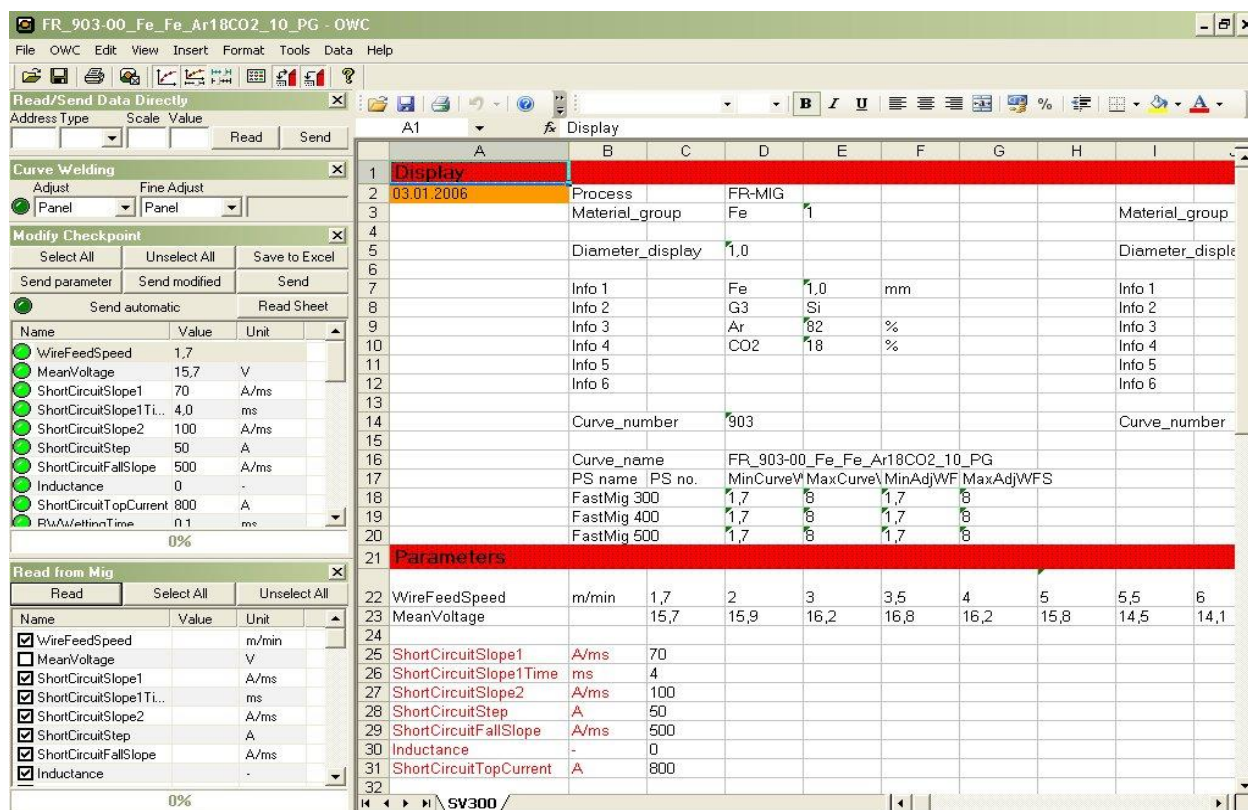 FR_903-00_Fe_Fe_Ar18CO2_10_PG - OWC
File OWC Edit View Insert Format Tools Data Help
Read/Send Data Directly
Address Type Scale Value
Read Send
Curve Welding
Adjust Fine Adjust
Panel Panel
Modify Checkpoint
Select All Unselect All Save to Excel
Send parameter Send modified Send
Send automatic Read Sheet
Name Value Unit
WireFeedSpeed 1,7
MeanVoltage 15,7 V
ShortCircuitSlope1 70 A/ms
ShortCircuitSlope1Ti... 4,0 ms
ShortCircuitSlope2 100 A/ms
ShortCircuitStep 50 A
ShortCircuitFallSlope 500 A/ms
Inductance 0 -
ShortCircuitTopCurrent 800 A
BWWettingTime 0,1 ms
0%
Read from Mig
Read Select All Unselect All
Name Value Unit
WireFeedSpeed m/min
MeanVoltage V
ShortCircuitSlope1 A/ms
ShortCircuitSlope1Ti... ms
ShortCircuitSlope2 A/ms
ShortCircuitStep A
ShortCircuitFallSlope A/ms
Inductance -
0%
B I U % A
A1 fx Display
A B C D E F G H I J
1 Display
2 03.01.2006 Process FR-MIG
3 Material_group Fe 1 Material_group
4
5 Diameter_display 1,0 Diameter_displa
6
7 Info 1 Fe 1,0 mm Info 1
8 Info 2 G3 Si Info 2
9 Info 3 Ar 82 % Info 3
10 Info 4 CO2 18 % Info 4
11 Info 5 Info 5
12 Info 6 Info 6
13
14 Curve_number 903 Curve_number
15
16 Curve_name FR_903-00_Fe_Fe_Ar18CO2_10_PG
17 PS name PS no. MinCurveW MaxCurveW MinAdjWF MaxAdjWFS
18 FastMig 300 1,7 8 1,7 8
19 FastMig 400 1,7 8 1,7 8
20 FastMig 500 1,7 8 1,7 8
21 Parameters
22 WireFeedSpeed m/min 1,7 2 3 3,5 4 5 5,5 6
23 MeanVoltage 15,7 15,9 16,2 16,8 16,2 15,8 14,5 14,1
24
25 ShortCircuitSlope1 A/ms 70
26 ShortCircuitSlope1Time ms 4
27 ShortCircuitSlope2 A/ms 100
28 ShortCircuitStep A 50
29 ShortCircuitFallSlope A/ms 500
30 Inductance - 0
31 ShortCircuitTopCurrent A 800
32
SV300